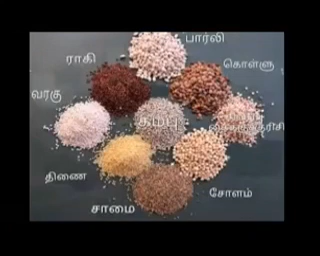 பார்லி
ராகி
கொள்ளு
வரகு
கம்பு
திணை
சோளம்
சாமை